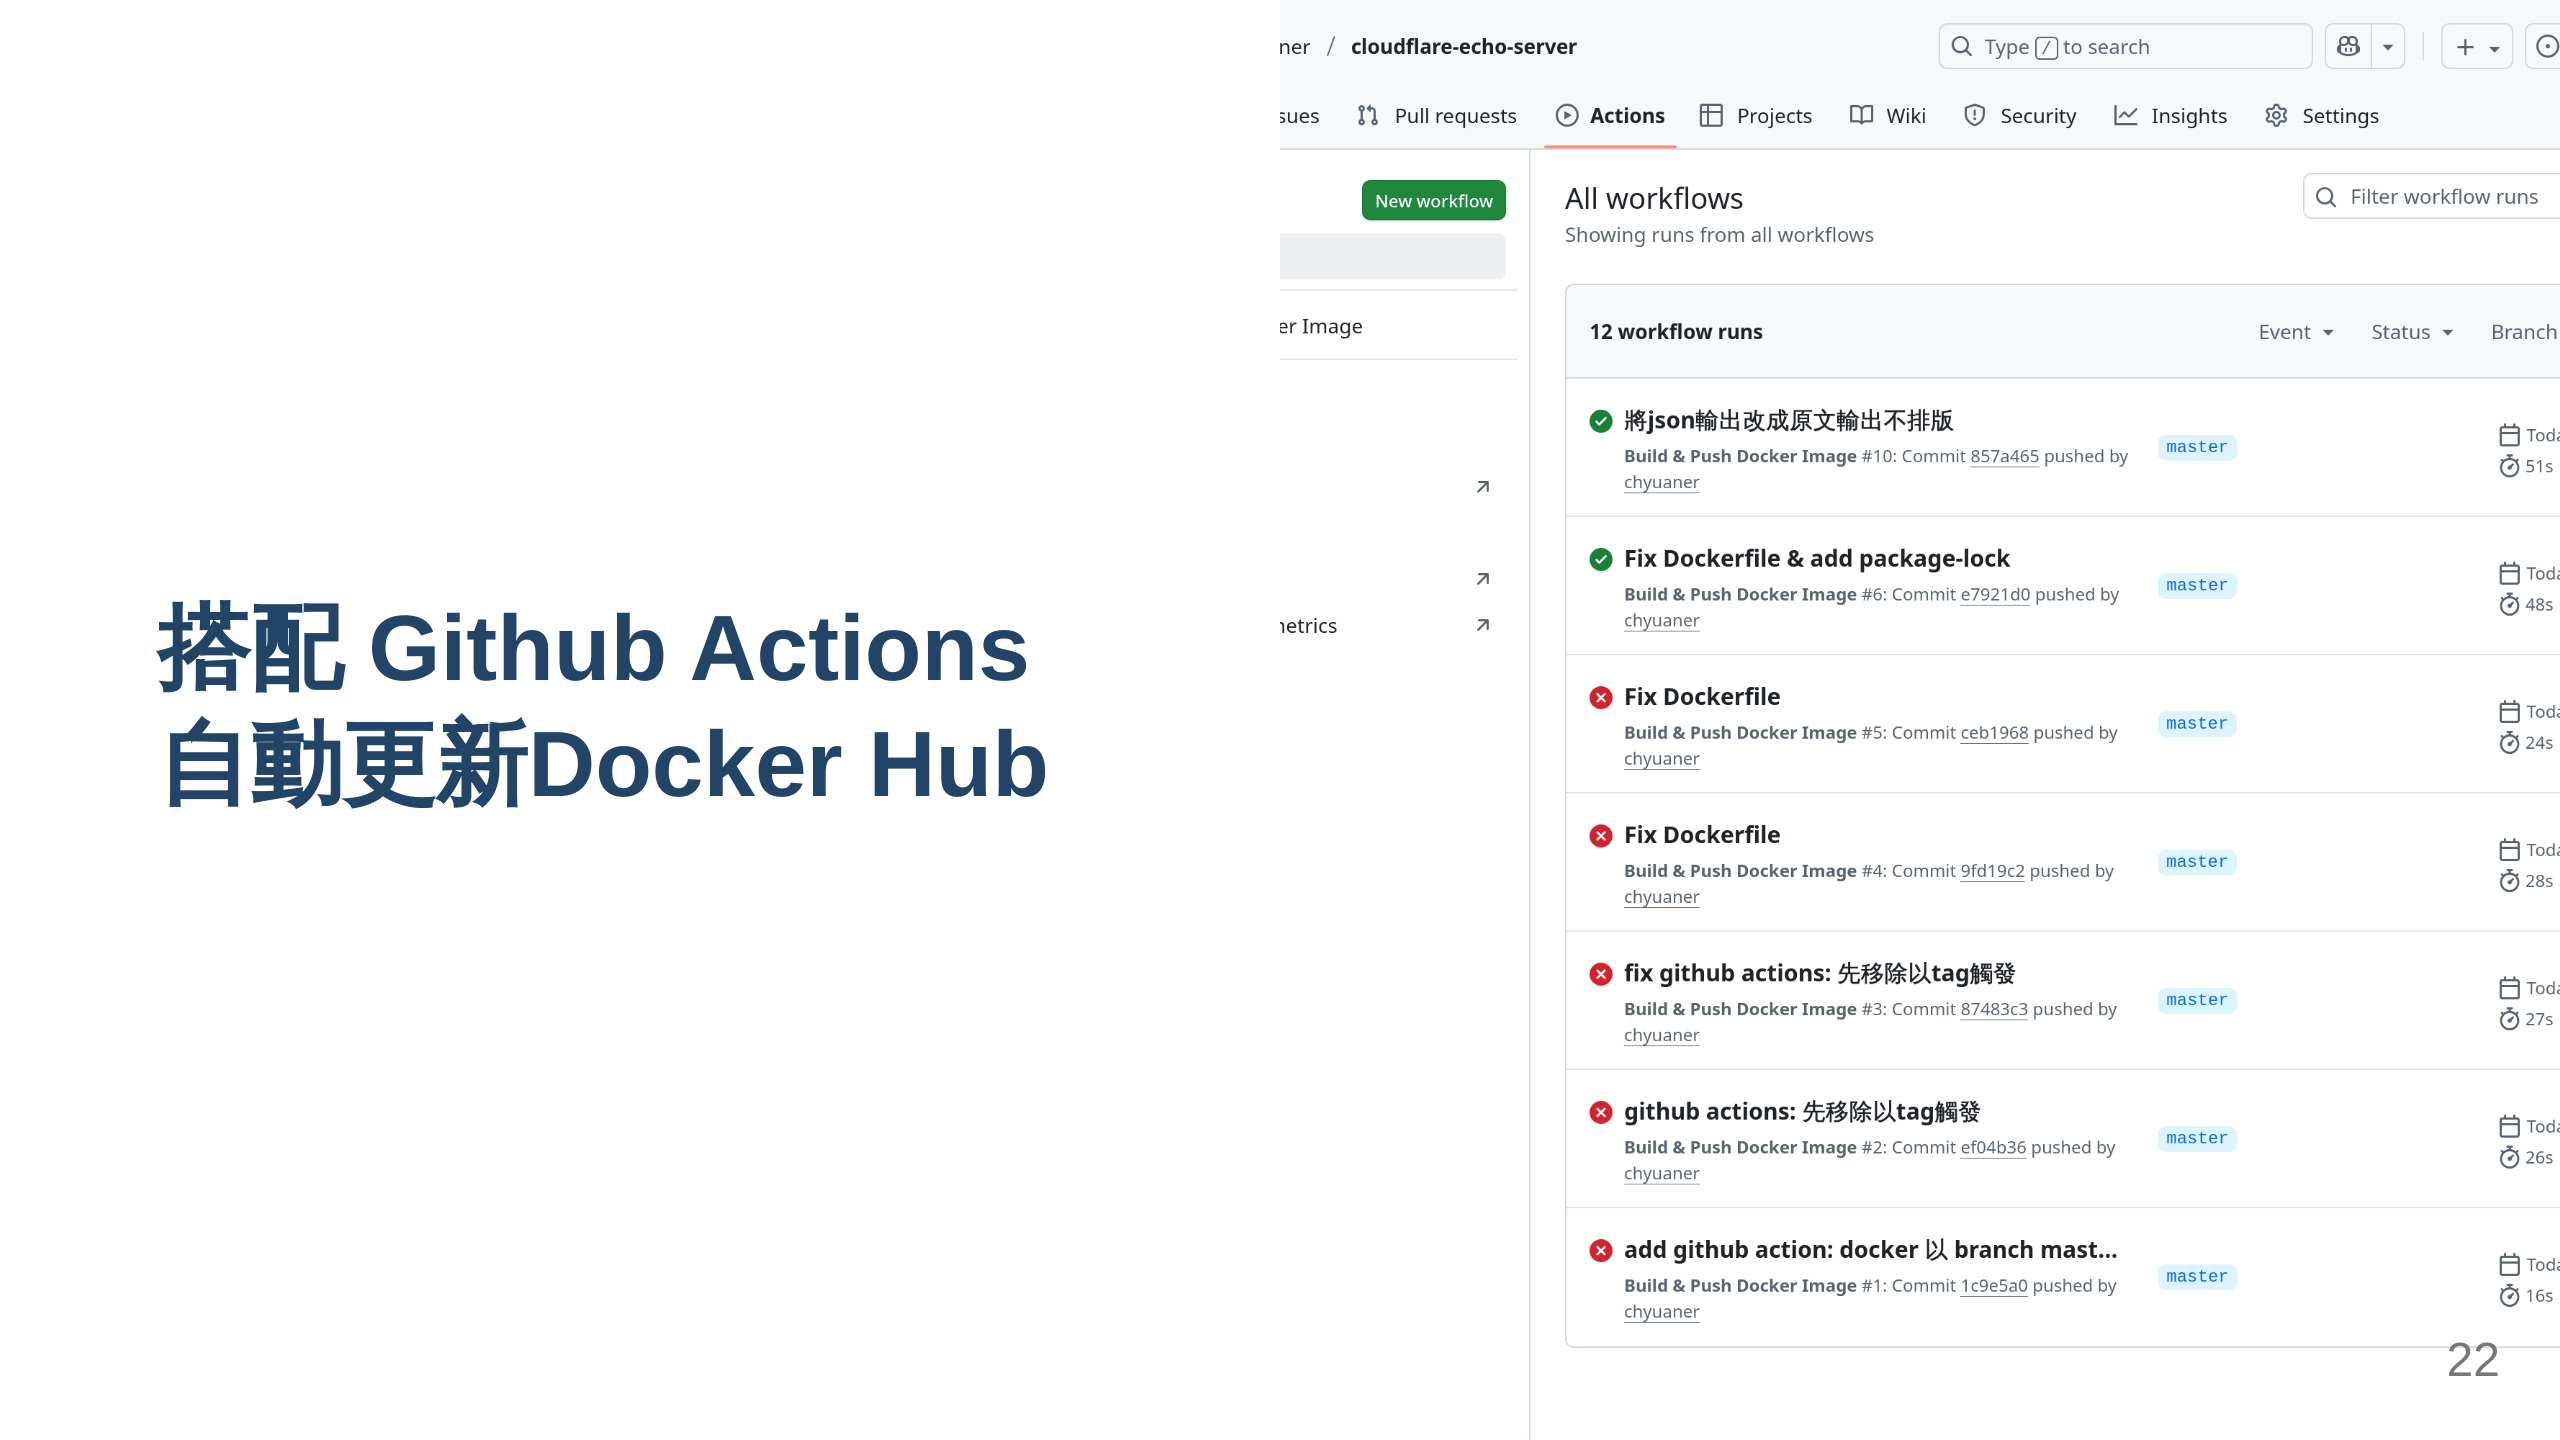 搭配 Github Actions
自動更新Docker Hub
ner / cloudflare-echo-server
Type / to search
sues
Pull requests
Actions
Projects
Wiki
Security
Insights
Settings
New workflow
er Image
netrics
All workflows
Showing runs from all workflows
Filter workflow runs
12 workflow runs
Event
Status
Branch
將json輸出改成原文輸出不排版
Build & Push Docker Image #10: Commit 857a465 pushed by
chyuaner
master
Toda
51s
Fix Dockerfile & add package-lock
Build & Push Docker Image #6: Commit e7921d0 pushed by
chyuaner
master
Toda
48s
Fix Dockerfile
Build & Push Docker Image #5: Commit ceb1968 pushed by
chyuaner
master
Toda
24s
Fix Dockerfile
Build & Push Docker Image #4: Commit 9fd19c2 pushed by
chyuaner
master
Toda
28s
fix github actions: 先移除以tag觸發
Build & Push Docker Image #3: Commit 87483c3 pushed by
chyuaner
master
Toda
27s
github actions: 先移除以tag觸發
Build & Push Docker Image #2: Commit ef04b36 pushed by
chyuaner
master
Toda
26s
add github action: docker 以 branch mast...
Build & Push Docker Image #1: Commit 1c9e5a0 pushed by
chyuaner
master
Toda
16s
22